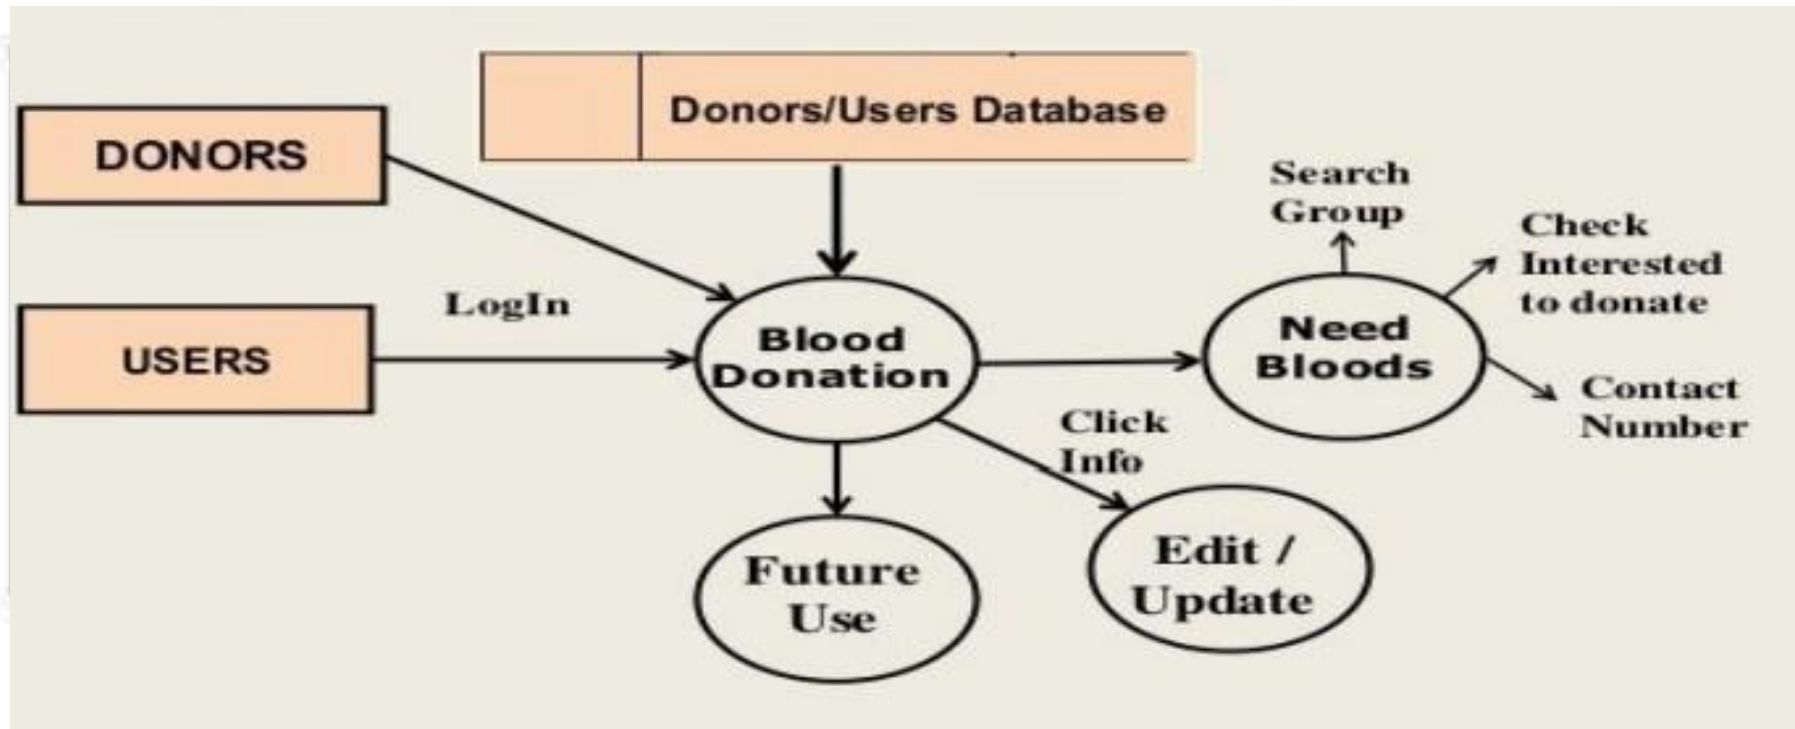 Donors/Users Database
DONORS
Search
Group
Check
Interested
to donate
LogIn
USERS
Blood
Donation
Need
Bloods
Contact
Number
Click
Info
Future
Use
Edit /
Update